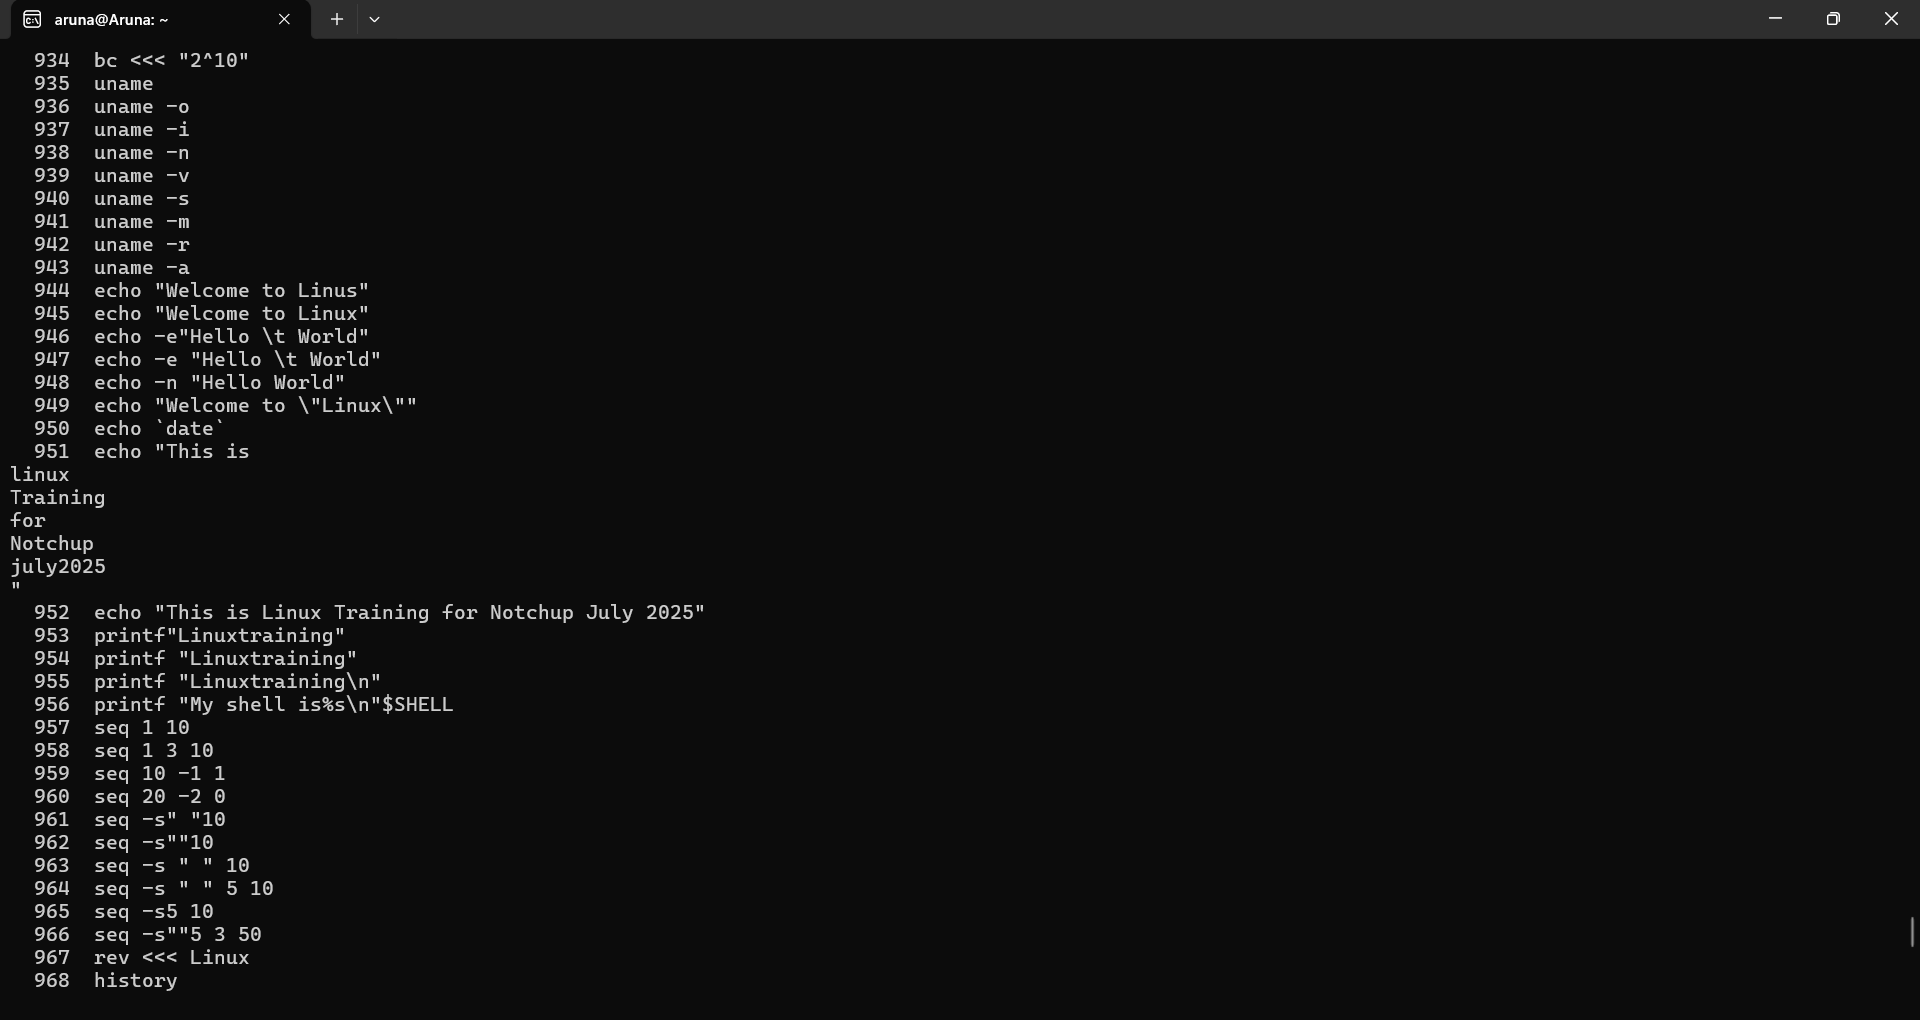 aruna@Aruna: ~
934  bc <<< "2^10"
935  uname
936  uname -o
937  uname -i
938  uname -n
939  uname -v
940  uname -s
941  uname -m
942  uname -r
943  uname -a
944  echo "Welcome to Linus"
945  echo "Welcome to Linux"
946  echo -e"Hello \t World"
947  echo -e "Hello \t World"
948  echo -n "Hello World"
949  echo "Welcome to \"Linux\""
950  echo `date`
951  echo "This is
linux
Training
for
Notchup
july2025
"
952  echo "This is Linux Training for Notchup July 2025"
953  printf"Linuxtraining"
954  printf "Linuxtraining"
955  printf "Linuxtraining\n"
956  printf "My shell is%s\n"$SHELL
957  seq 1 10
958  seq 1 3 10
959  seq 10 -1 1
960  seq 20 -2 0
961  seq -s" "10
962  seq -s""10
963  seq -s " " 10
964  seq -s " " 5 10
965  seq -s5 10
966  seq -s""5 3 50
967  rev <<< Linux
968  history